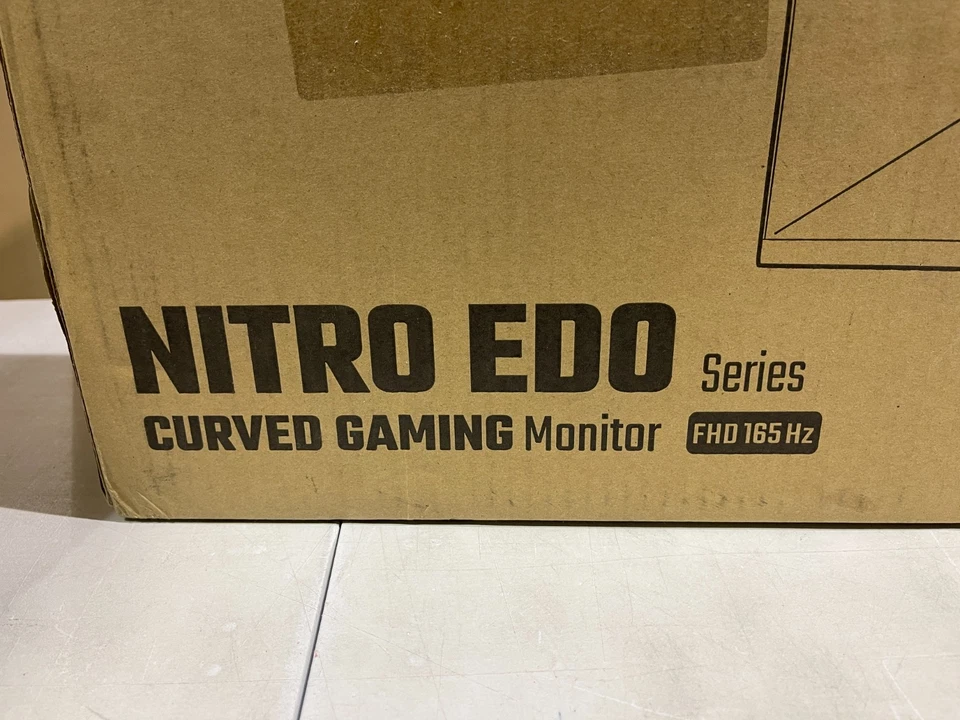 NITRO EDO Series
CURVED GAMING Monitor FHD 165 Hz